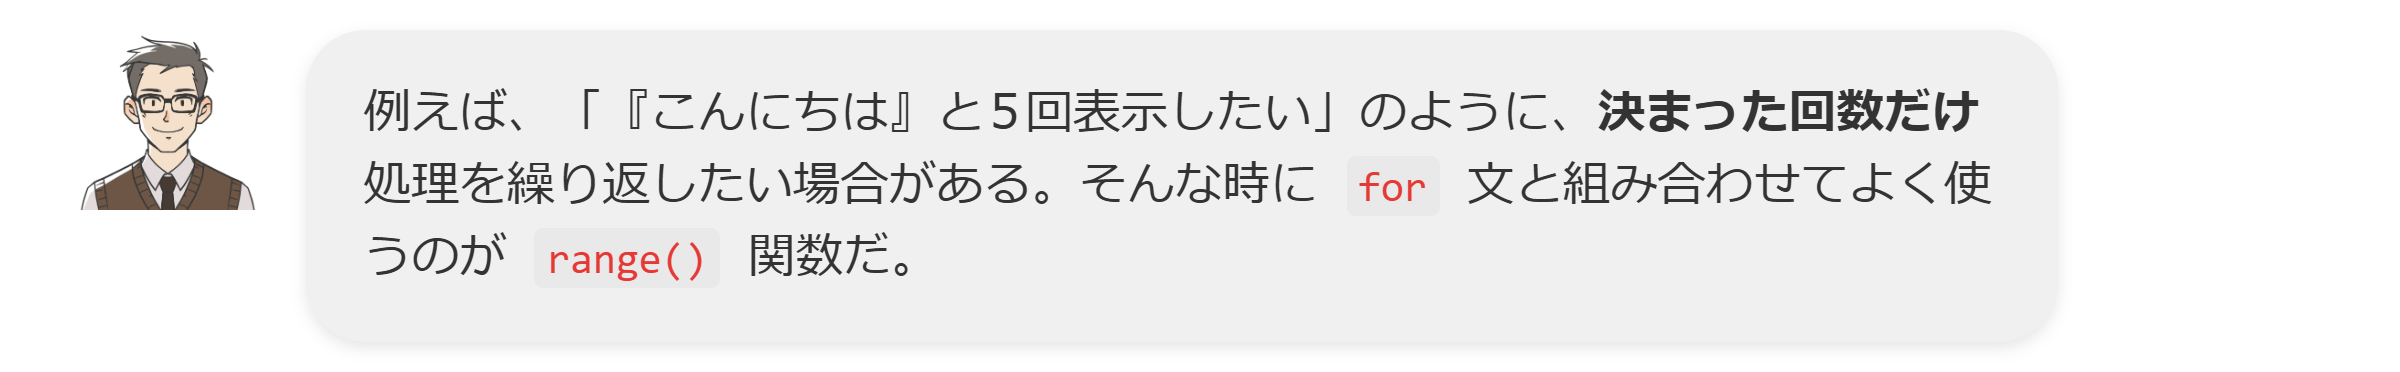 例えば、「『こんにちは』と5回表示したい」のように、決まった回数だけ
処理を繰り返したい場合がある。そんな時に for 文と組み合わせてよく使
うのが range() 関数だ。